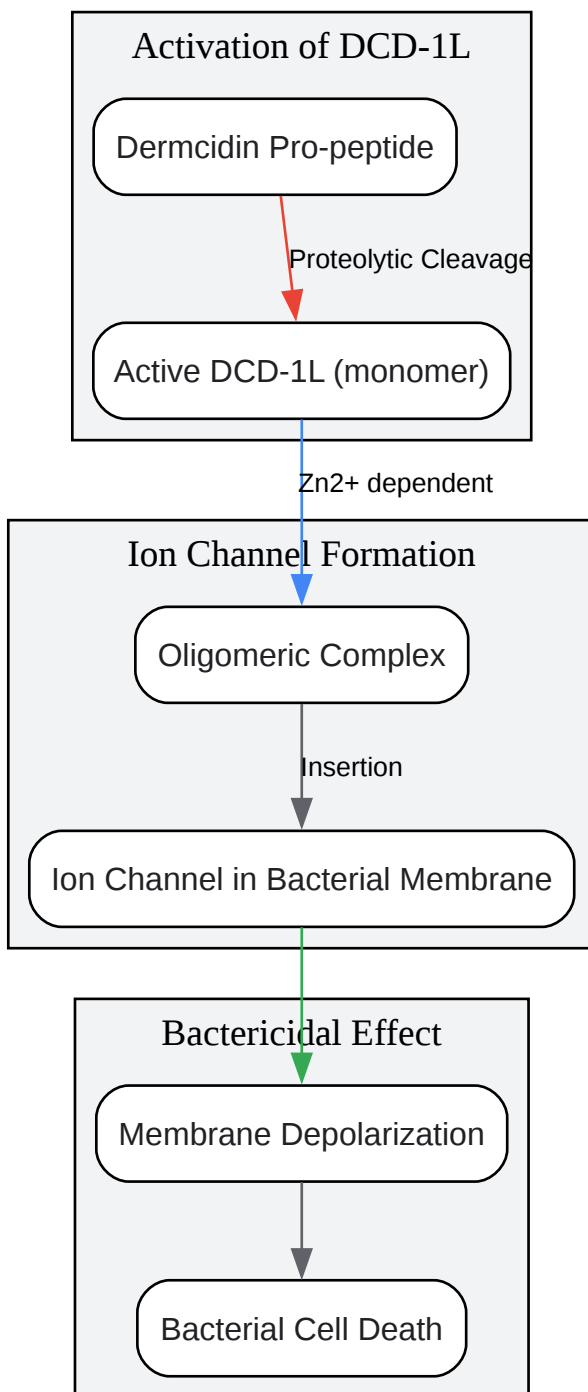 Activation of DCD-1L
Dermcidin Pro-peptide
Proteolytic Cleavage
Active DCD-1L (monomer)
Zn2+ dependent
Ion Channel Formation
Oligomeric Complex
Insertion
Ion Channel in Bacterial Membrane
Bactericidal Effect
Membrane Depolarization
Bacterial Cell Death